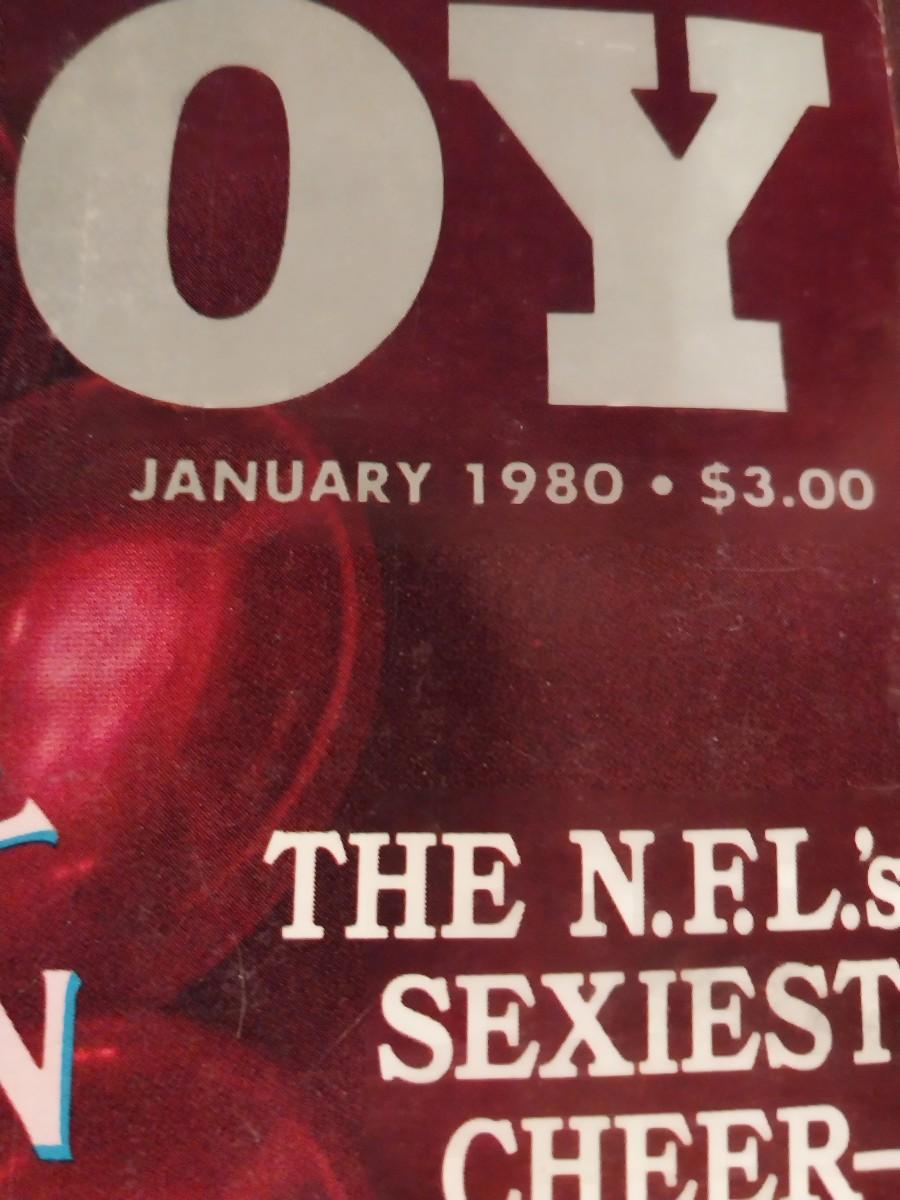 OY
JANUARY 1980 • $3.00
THE N.F.L.'s
SEXIEST
N
CHEER–